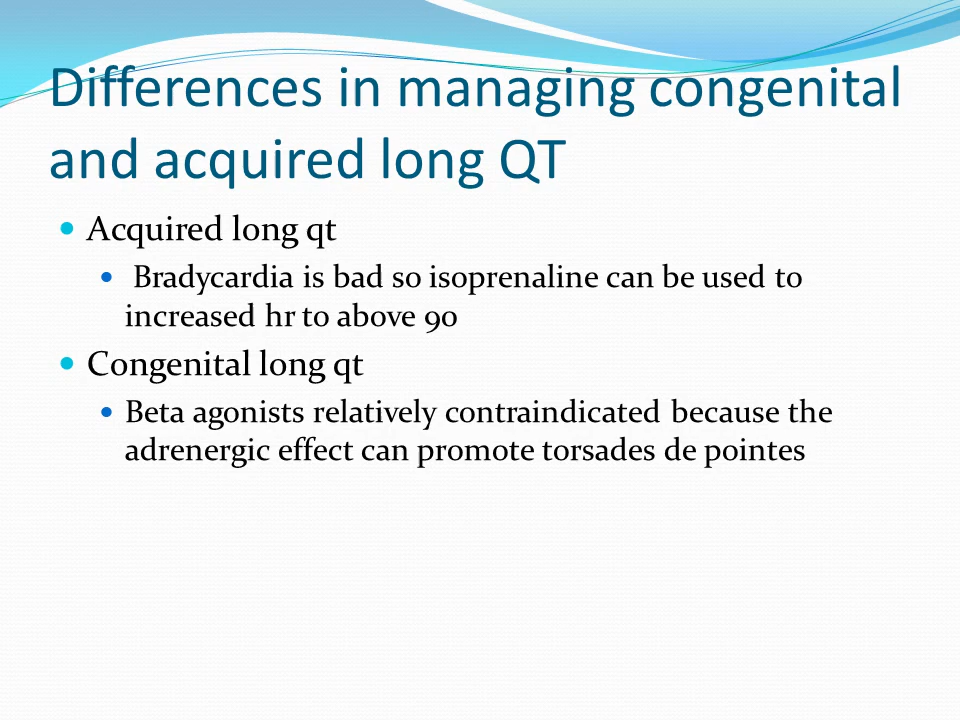 Differences in managing congenital
and acquired long QT
Acquired long qt
Bradycardia is bad so isoprenaline can be used to
increased hr to above 90
Congenital long qt
Beta agonists relatively contraindicated because the
adrenergic effect can promote torsades de pointes